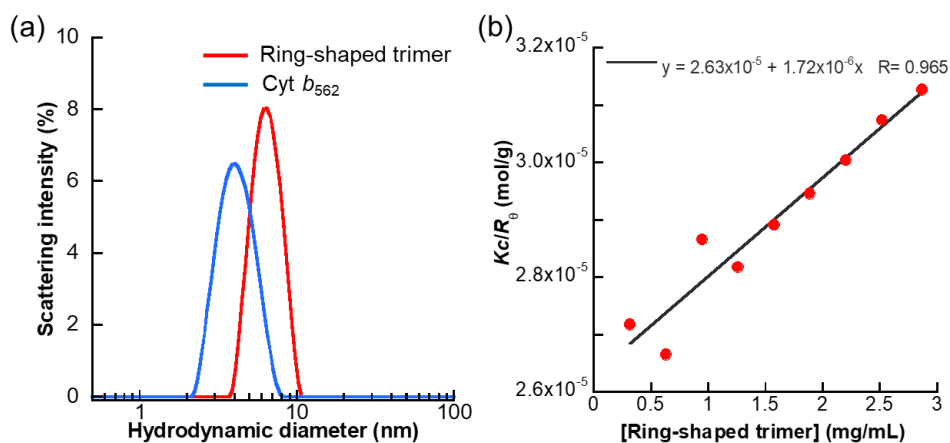 (a)
10
8
6
4
2
0
Scattering intensity (%)
Ring-shaped trimer
Cyt b₅₆₂
1
10
100
Hydrodynamic diameter (nm)
(b)
3.2x10⁻⁵
3.0x10⁻⁵
2.8x10⁻⁵
2.6x10⁻⁵
Kc/Rθ (mol/g)
y = 2.63x10⁻⁵ + 1.72x10⁻⁶x R= 0.965
0 0.5 1 1.5 2 2.5 3
[Ring-shaped trimer] (mg/mL)